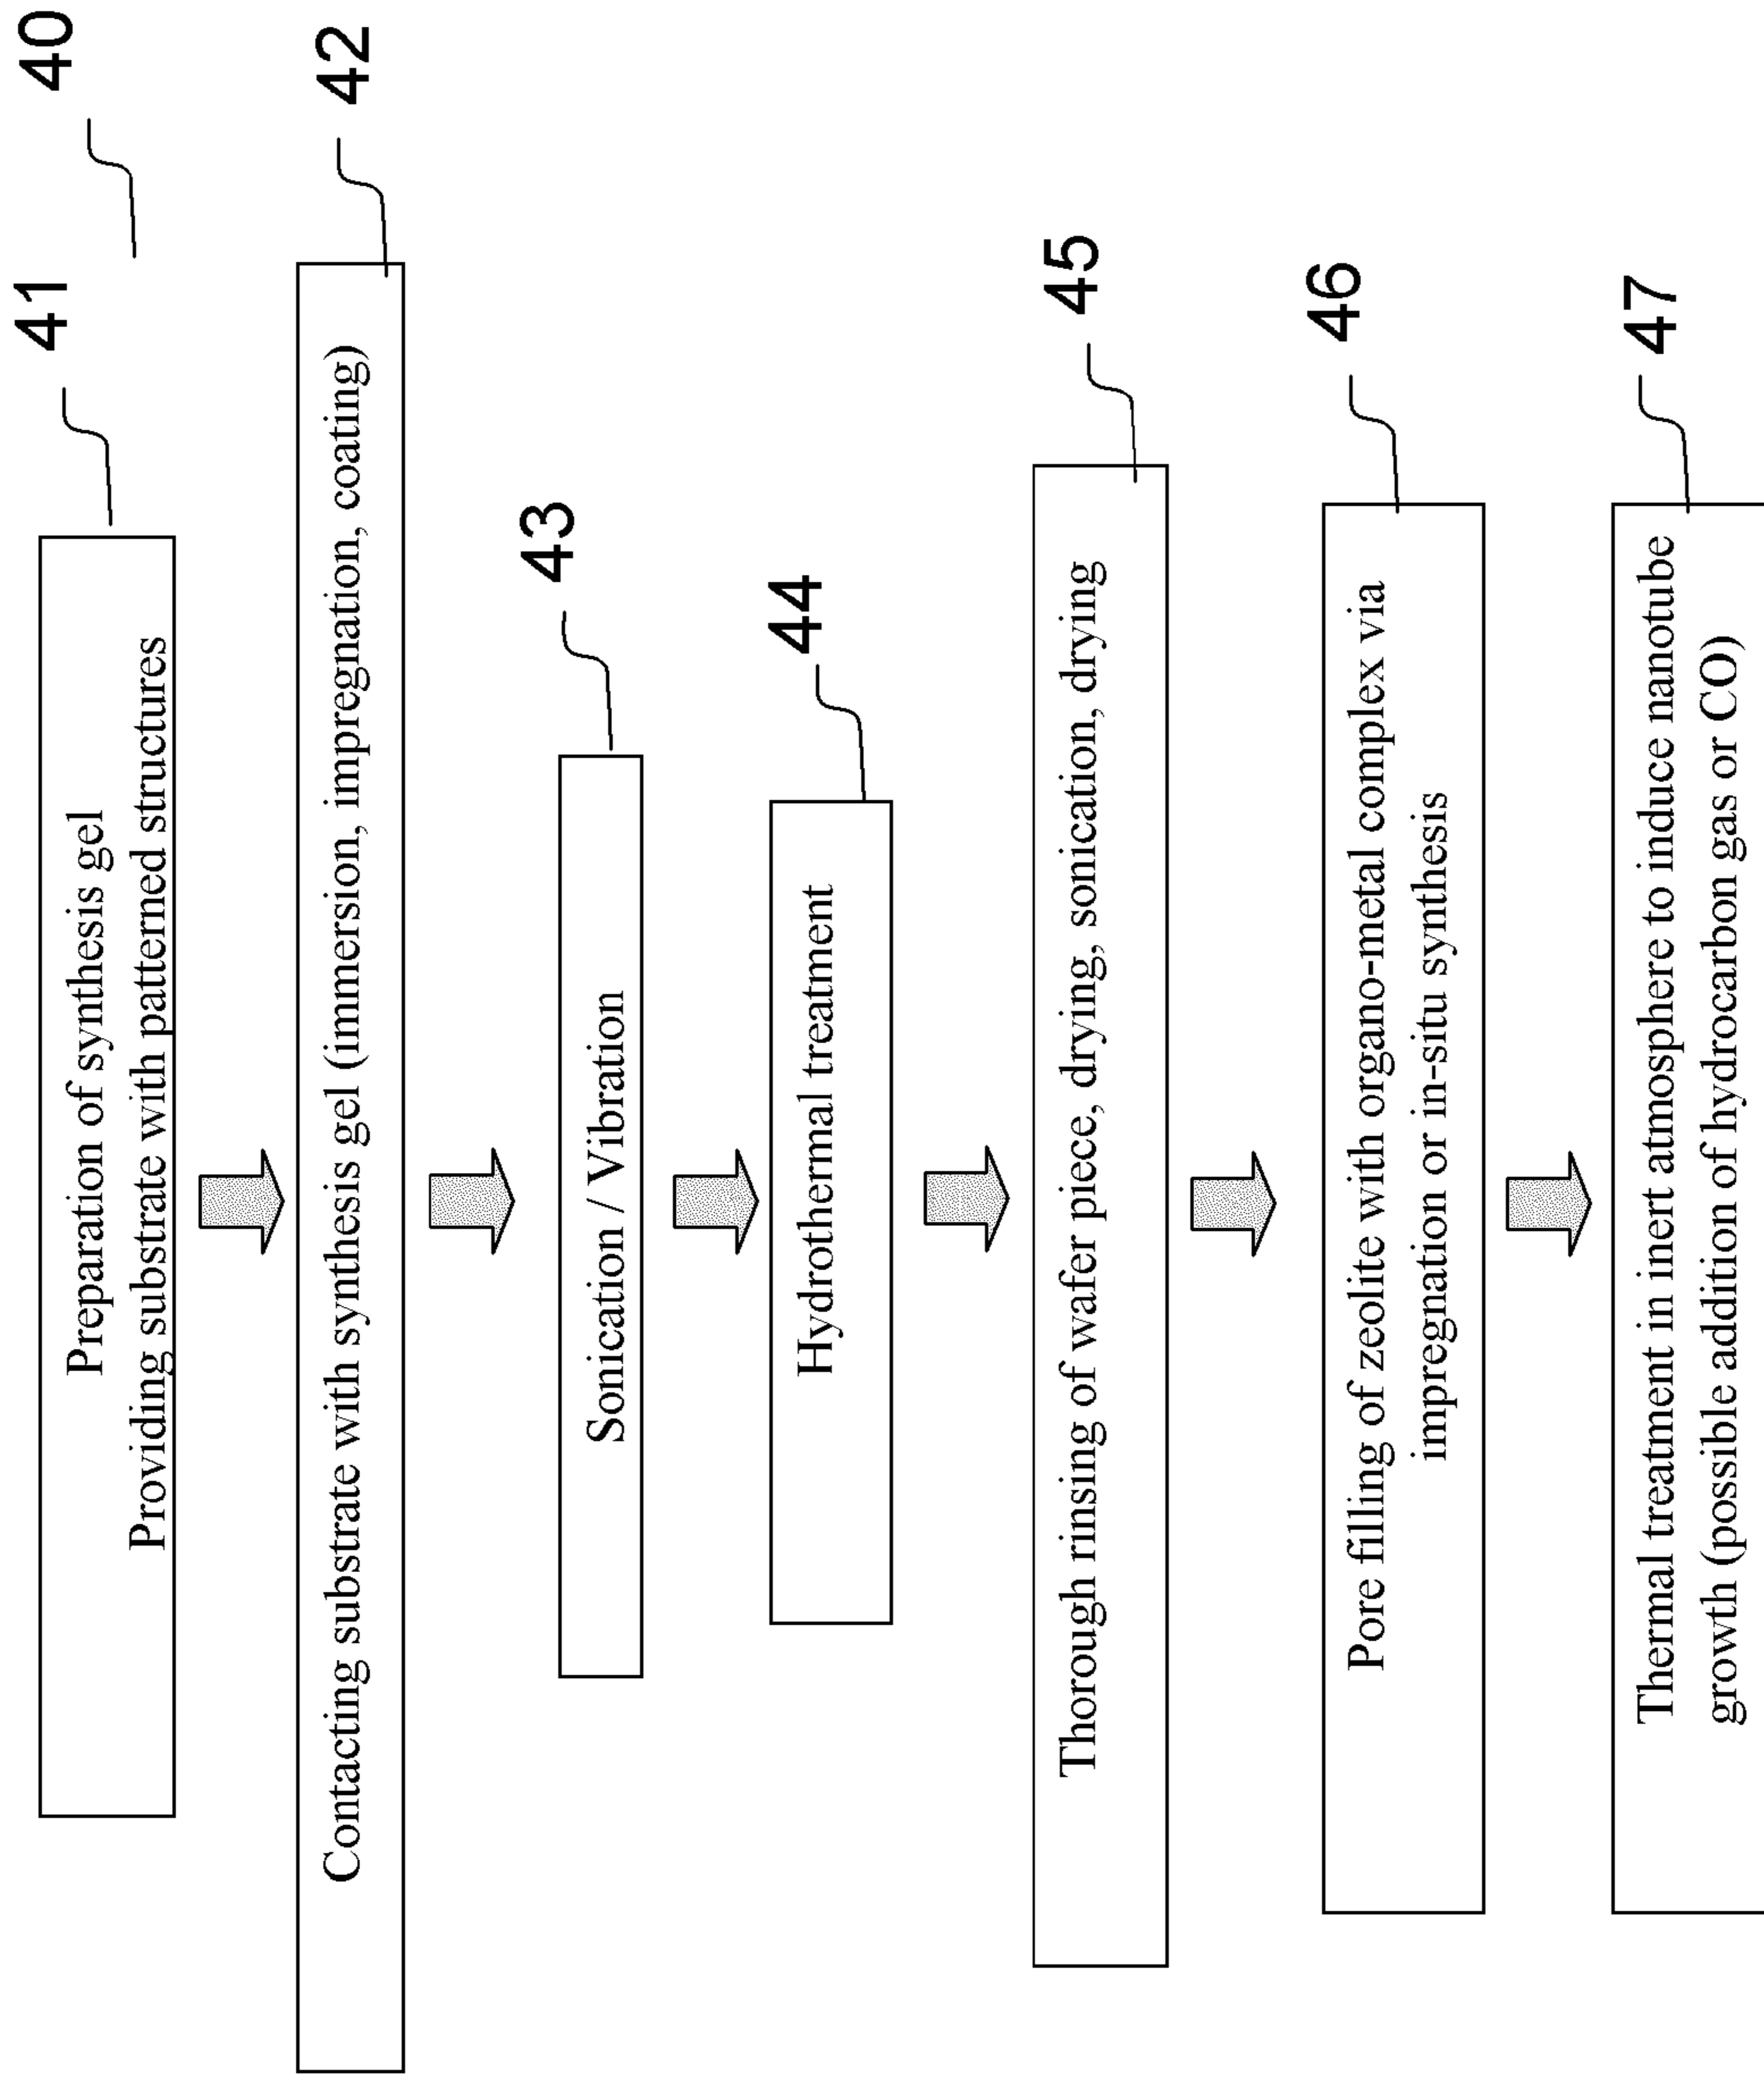 40
41
Preparation of synthesis gel
Providing substrate with patterned structures
42
Contacting substrate with synthesis gel (immersion, impregnation, coating)
43
Sonication / Vibration
44
Hydrothermal treatment
45
Thorough rinsing of wafer piece, drying, sonication, drying
46
Pore filling of zeolite with organo-metal complex via
impregnation or in-situ synthesis
47
Thermal treatment in inert atmosphere to induce nanotube
growth (possible addition of hydrocarbon gas or CO)